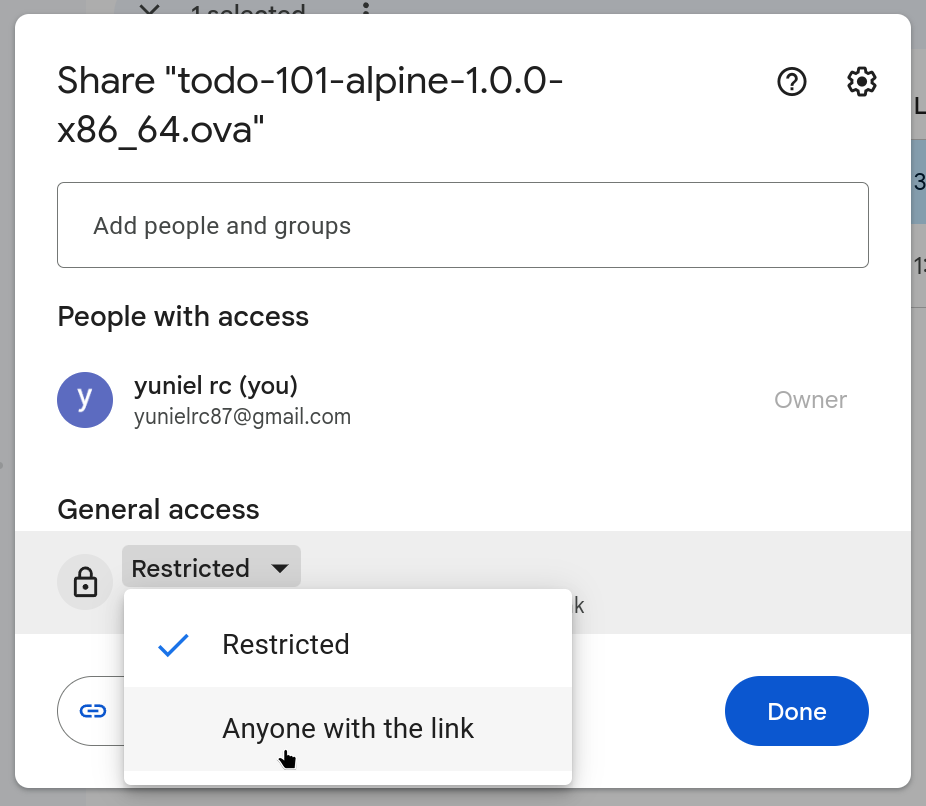 1 selected
Share "todo-101-alpine-1.0.0-
x86_64.ova"
Add people and groups
People with access
y
yuniel rc (you)
yunielrc87@gmail.com
Owner
General access
Restricted
Restricted
Anyone with the link
Done